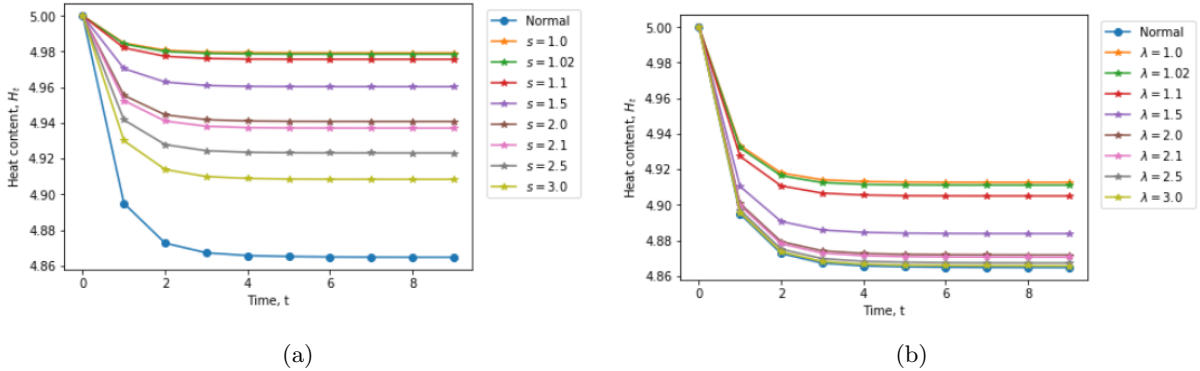 5.00
4.98
4.96
4.94
4.92
4.90
4.88
4.86
Heat content, Hₜ
0
2
4
6
8
Time, t
Normal
s = 1.0
s = 1.02
s = 1.1
s = 1.5
s = 2.0
s = 2.1
s = 2.5
s = 3.0
(a)
5.00
4.98
4.96
4.94
4.92
4.90
4.88
4.86
Heat content, Hₜ
0
2
4
6
8
Time, t
Normal
λ = 1.0
λ = 1.02
λ = 1.1
λ = 1.5
λ = 2.0
λ = 2.1
λ = 2.5
λ = 3.0
(b)